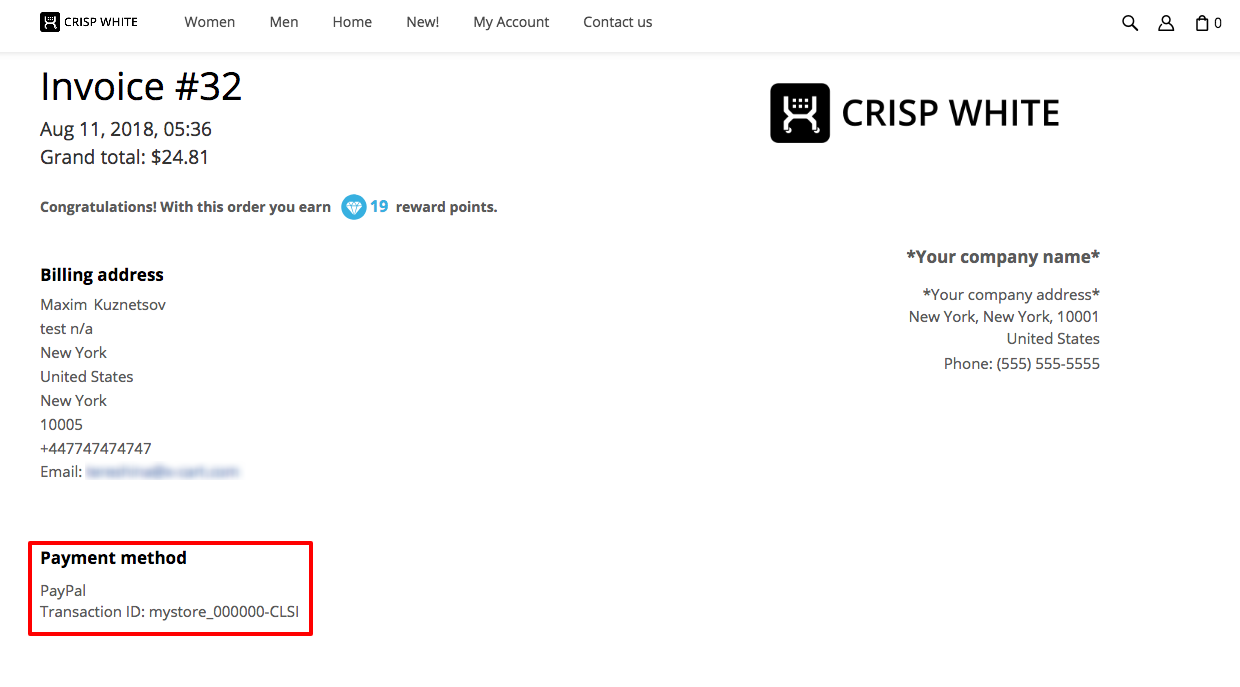 CRISP WHITE Women Men Home New! My Account Contact us 0
Invoice #32
Aug 11, 2018, 05:36
Grand total: $24.81
CRISP WHITE
Congratulations! With this order you earn 19 reward points.
*Your company name*
*Your company address*
New York, New York, 10001
United States
Phone: (555) 555-5555
Billing address
Maxim Kuznetsov
test n/a
New York
United States
New York
10005
+447747474747
Email:
Payment method
PayPal
Transaction ID: mystore_000000-CLSI